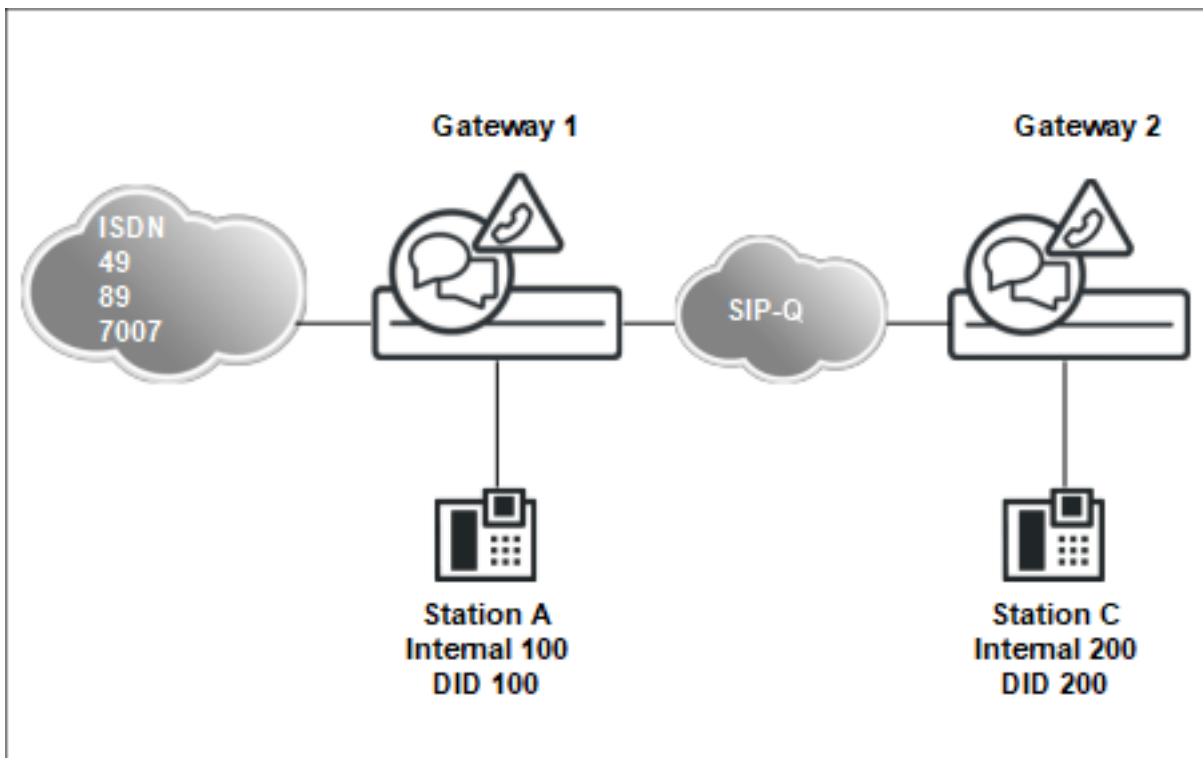 Gateway 1
Gateway 2
ISDN
49
89
7007
SIP-Q
Station A
Internal 100
DID 100
Station C
Internal 200
DID 200